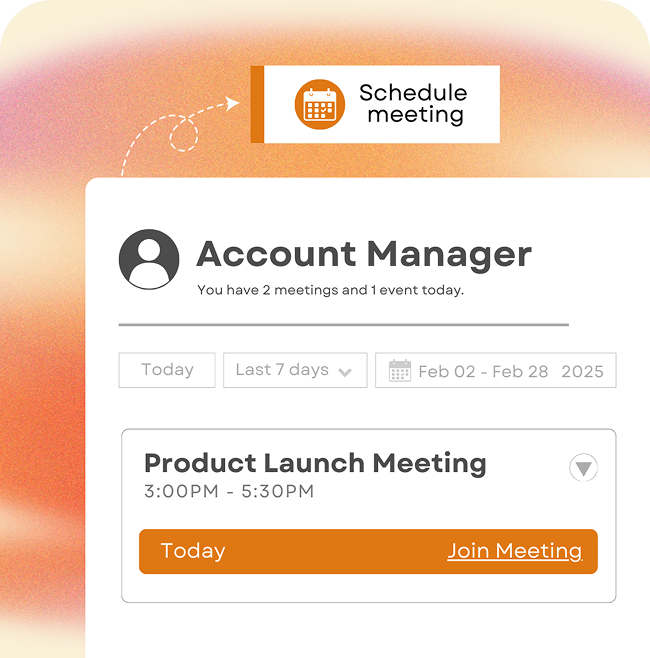 Schedule
meeting
Account Manager
You have 2 meetings and 1 event today.
Today
Last 7 days
Feb 02 - Feb 28 2025
Product Launch Meeting
3:00PM - 5:30PM
Today
Join Meeting